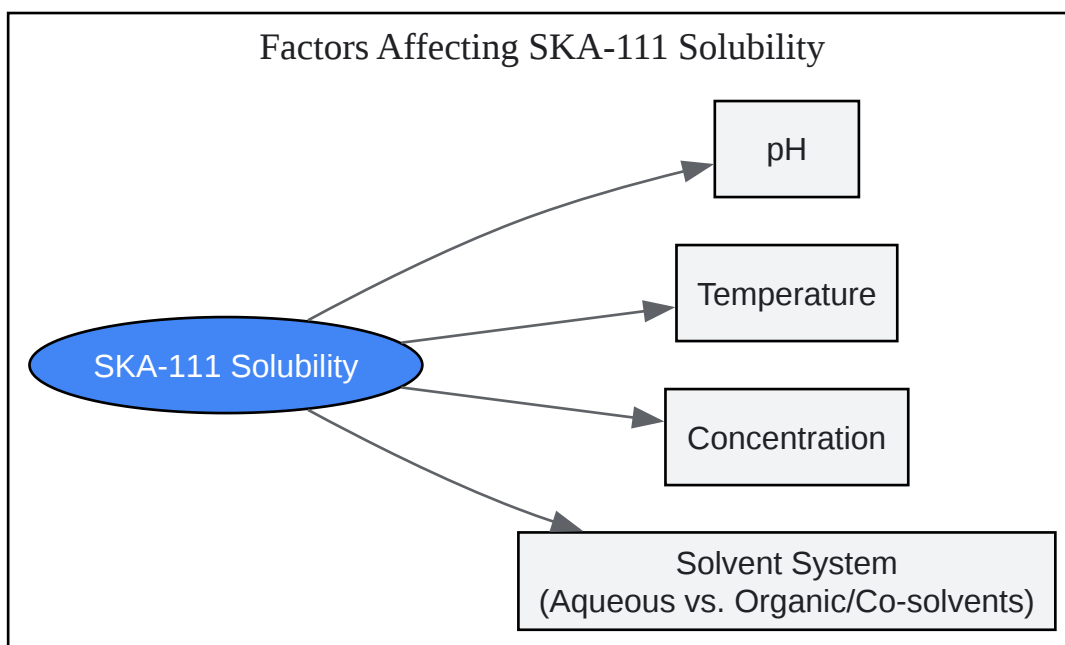 Factors Affecting SKA-111 Solubility
pH
Temperature
SKA-111 Solubility
Concentration
Solvent System
(Aqueous vs. Organic/Co-solvents)